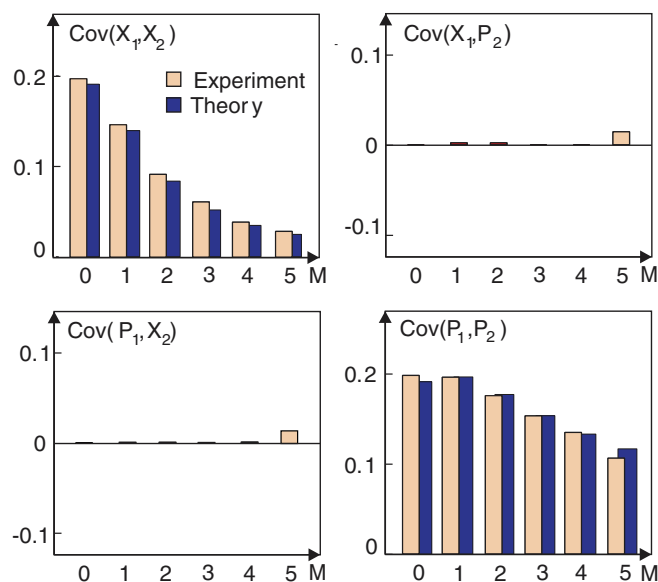 Cov(X1,X2)
0.2
0.1
0
Experiment
Theory
0 1 2 3 4 5 M
Cov(X1,P2)
0.1
0
-0.1
0 1 2 3 4 5 M
Cov( P1,X2)
0.1
0
-0.1
0 1 2 3 4 5 M
Cov(P1,P2)
0.2
0.1
0
0 1 2 3 4 5 M